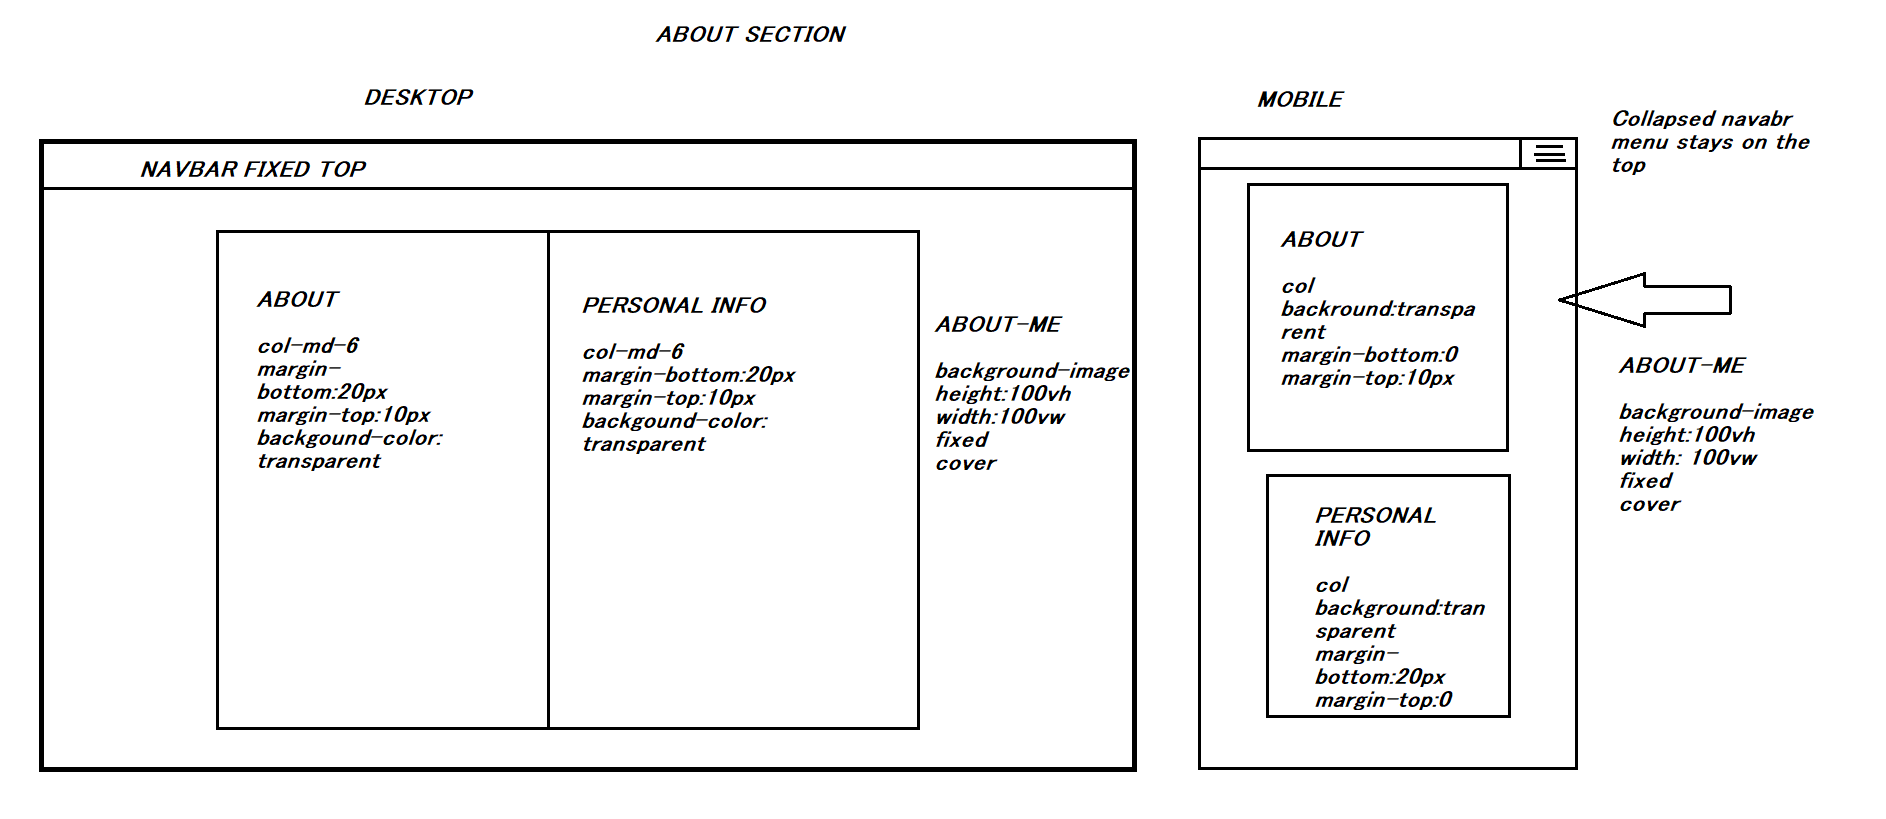 ABOUT SECTION
DESKTOP
NAVBAR FIXED TOP
ABOUT
col-md-6
margin-
bottom:20px
margin-top:10px
backgound-color:
transparent
PERSONAL INFO
col-md-6
margin-bottom:20px
margin-top:10px
backgound-color:
transparent
ABOUT-ME
background-image
height:100vh
width:100vw
fixed
cover
MOBILE
Collapsed navabr
menu stays on the
top
ABOUT
col
backround:transpa
rent
margin-bottom:0
margin-top:10px
PERSONAL
INFO
col
background:tran
sparent
margin-
bottom:20px
margin-top:0
ABOUT-ME
background-image
height:100vh
width: 100vw
fixed
cover